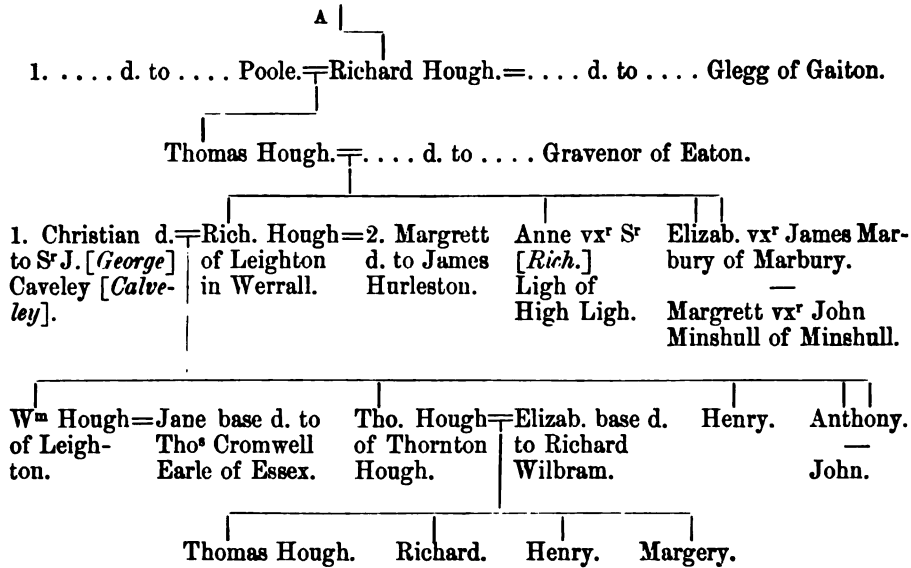 A
1. . . . . d. to . . . . Poole.=Richard Hough.=. . . . d. to . . . . Glegg of Gaiton.
Thomas Hough.=. . . . d. to . . . . Gravenor of Eaton.
1. Christian d.=
to Sʳ J. [George]
Caveley [Calve-
ley].
Rich. Hough=
of Leighton
in Werrall.
2. Margrett
d. to James
Hurleston.
Anne vxʳ Sʳ
[Rich.]
Ligh of
High Ligh.
Elizab. vxʳ James Mar-
bury of Marbury.
—
Margrett vxʳ John
Minshull of Minshull.
Wᵐ Hough=
of Leigh-
ton.
Jane base d. to
Thoˢ Cromwell
Earle of Essex.
Tho. Hough=
of Thornton
Hough.
Elizab. base d.
to Richard
Wilbram.
Henry.
Anthony.
—
John.
Thomas Hough. Richard. Henry. Margery.